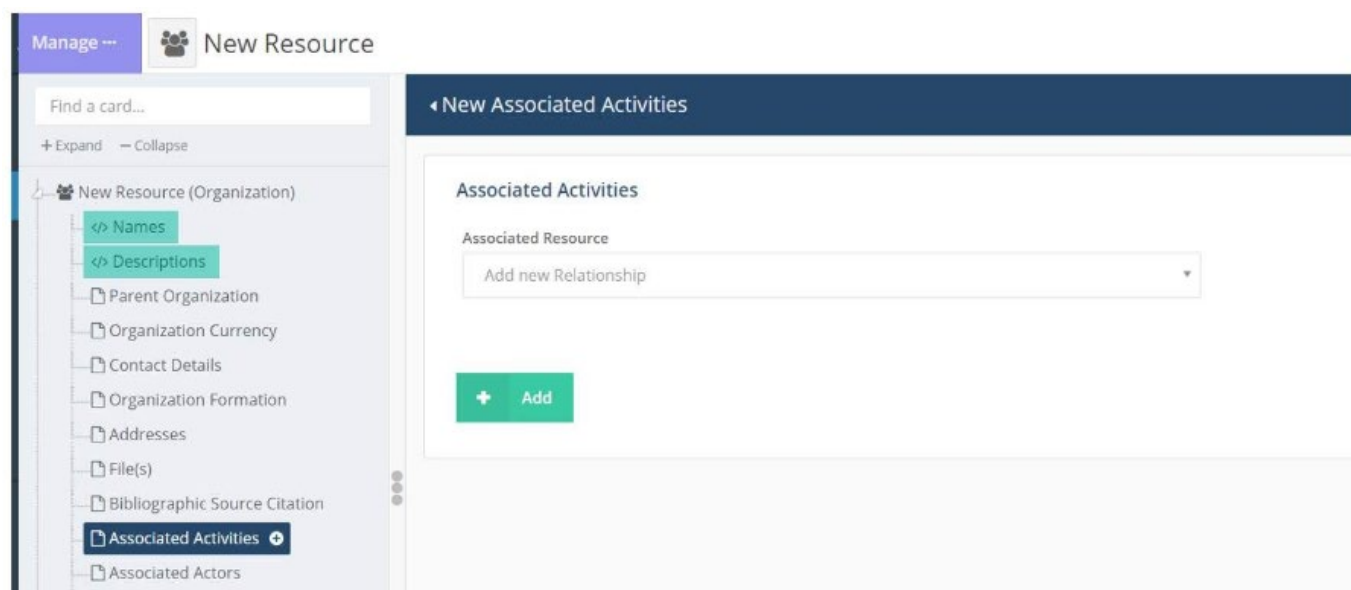 Manage ...
New Resource
Find a card...
+ Expand − Collapse
New Resource (Organization)
</> Names
</> Descriptions
Parent Organization
Organization Currency
Contact Details
Organization Formation
Addresses
File(s)
Bibliographic Source Citation
Associated Activities
Associated Actors
New Associated Activities
Associated Activities
Associated Resource
Add new Relationship
+ Add